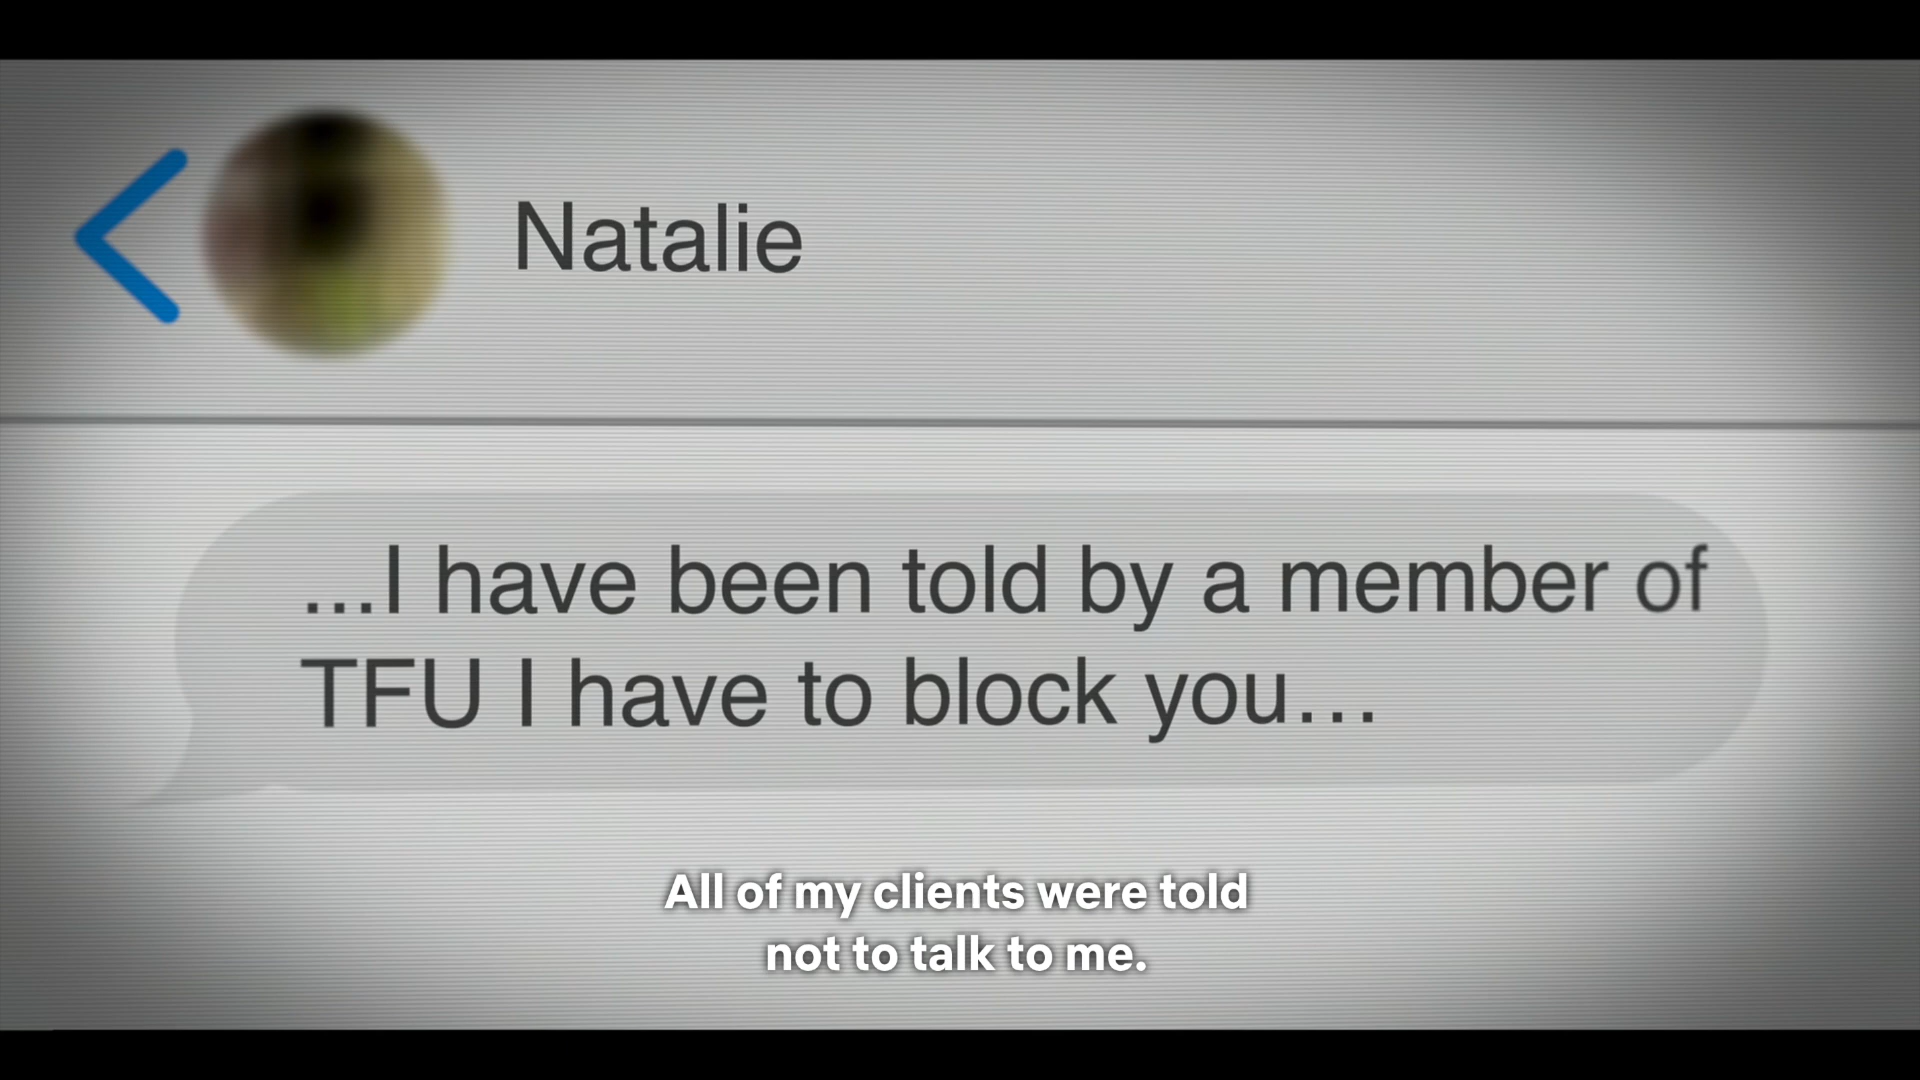 Natalie
...I have been told by a member of
TFU I have to block you...
All of my clients were told
not to talk to me.